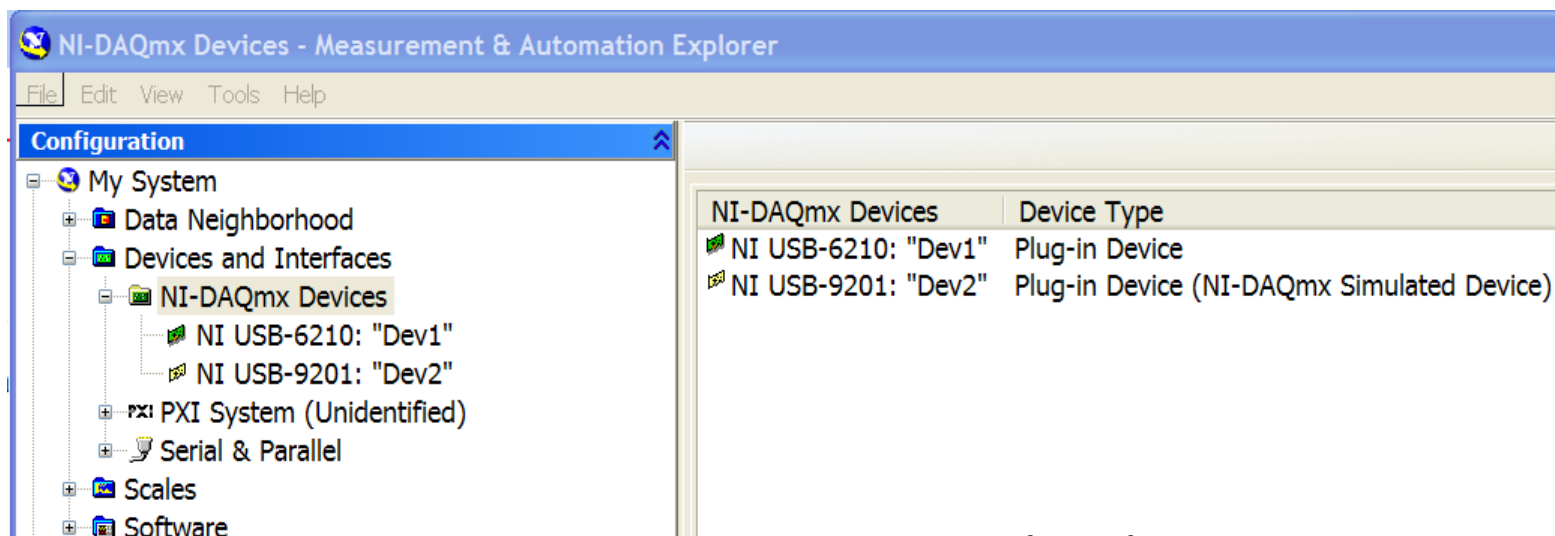 NI-DAQmx Devices - Measurement & Automation Explorer
File Edit View Tools Help
Configuration
My System
Data Neighborhood
Devices and Interfaces
NI-DAQmx Devices
NI USB-6210: "Dev1"
NI USB-9201: "Dev2"
PXI PXI System (Unidentified)
Serial & Parallel
Scales
Software
NI-DAQmx Devices Device Type
NI USB-6210: "Dev1" Plug-in Device
NI USB-9201: "Dev2" Plug-in Device (NI-DAQmx Simulated Device)